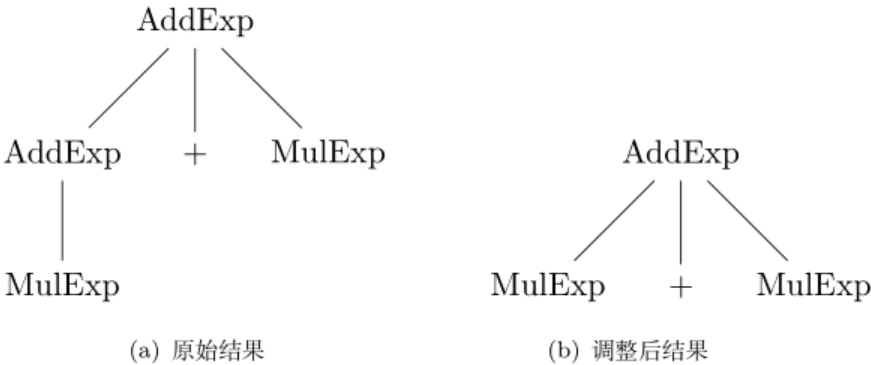 AddExp
AddExp + MulExp
AddExp
MulExp
MulExp + MulExp
(a) 原始结果
(b) 调整后结果